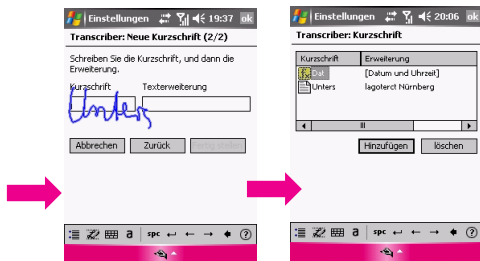 Einstellungen 19:37 ok
Transcriber: Neue Kurzschrift (2/2)
Schreiben Sie die Kurzschrift, und dann die
Erweiterung.
Kurzschrift Texterweiterung
Unters
Abbrechen Zurück Fertig stellen
a spc ?
Einstellungen 20:06 ok
Transcriber: Kurzschrift
Kurzschrift Erweiterung
Dat [Datum und Uhrzeit]
Unters lagoterct Nürnberg
Hinzufügen löschen
a spc ?